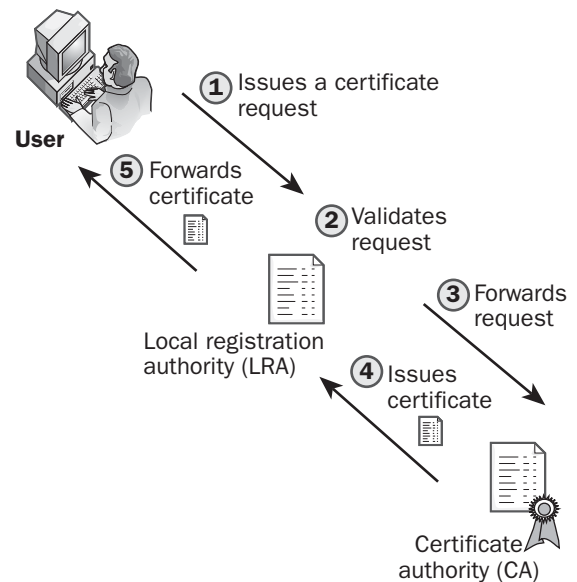 1 Issues a certificate
request
User
5 Forwards
certificate
2 Validates
request
3 Forwards
request
Local registration
authority (LRA)
4 Issues
certificate
Certificate
authority (CA)